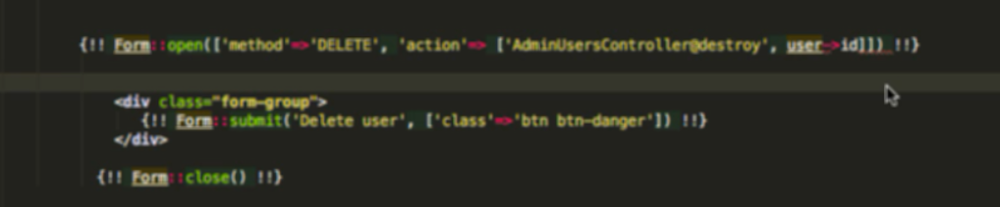 {!! Form::open(['method'=>'DELETE', 'action'=> ['AdminUsersController@destroy', user->id]]) !!}
<div class="form-group">
{!! Form::submit('Delete user', ['class'=>'btn btn-danger']) !!}
</div>
{!! Form::close() !!}